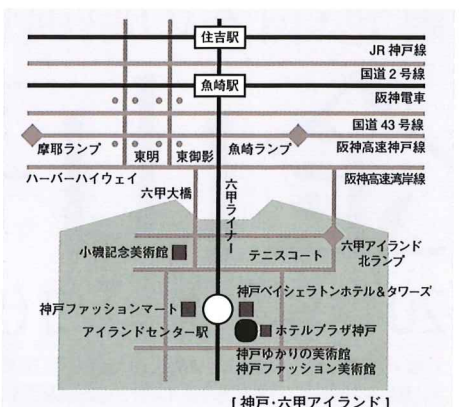 住吉駅
JR 神戸線
国道2号線
魚崎駅
阪神電車
国道 43 号線
摩耶ランプ
東明
東御影
魚崎ランプ
阪神高速神戸線
ハーバーハイウェイ
六甲大橋
六甲ライナー
阪神高速湾岸線
小磯記念美術館
テニスコート
六甲アイランド
北ランプ
神戸ベイシェラトンホテル&タワーズ
神戸ファッションマート
アイランドセンター駅
ホテルプラザ神戸
神戸ゆかりの美術館
神戸ファッション美術館
[ 神戸・六甲アイランド ]